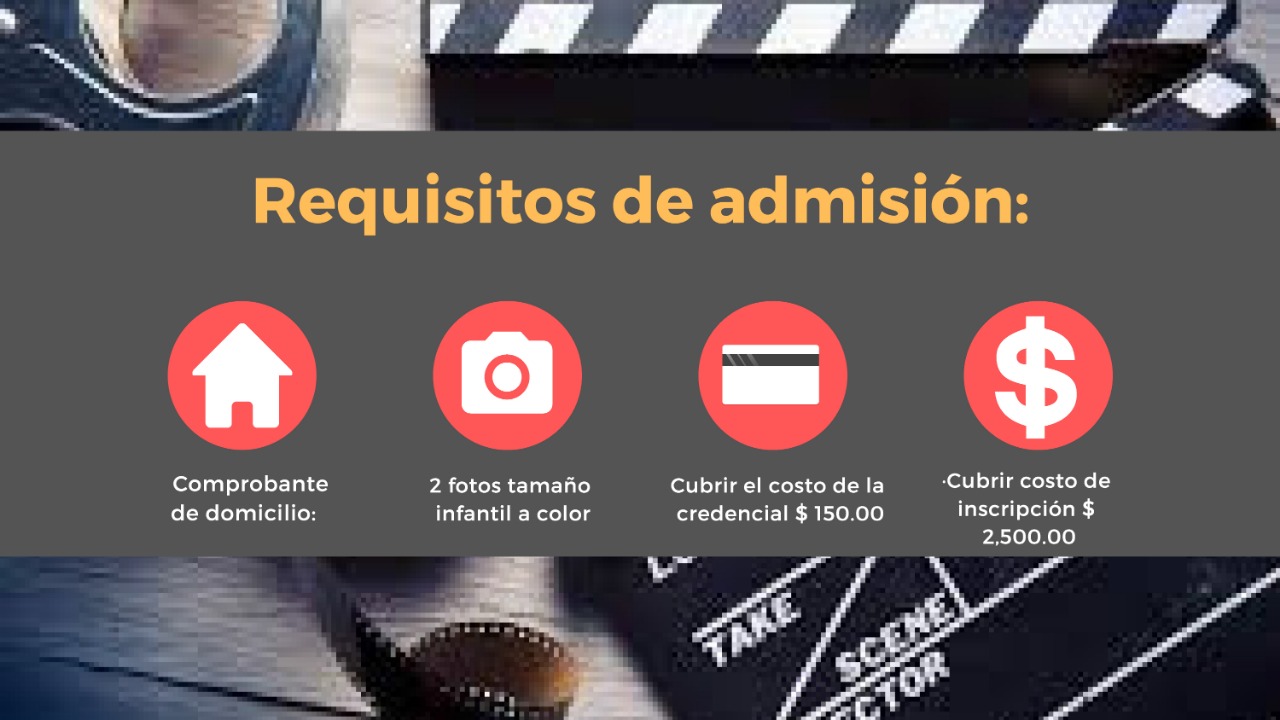 Requisitos de admisión:
Comprobante
de domicilio:
2 fotos tamaño
infantil a color
Cubrir el costo de la
credencial $ 150.00
·Cubrir costo de
inscripción $
2,500.00
TAKE
SCENE